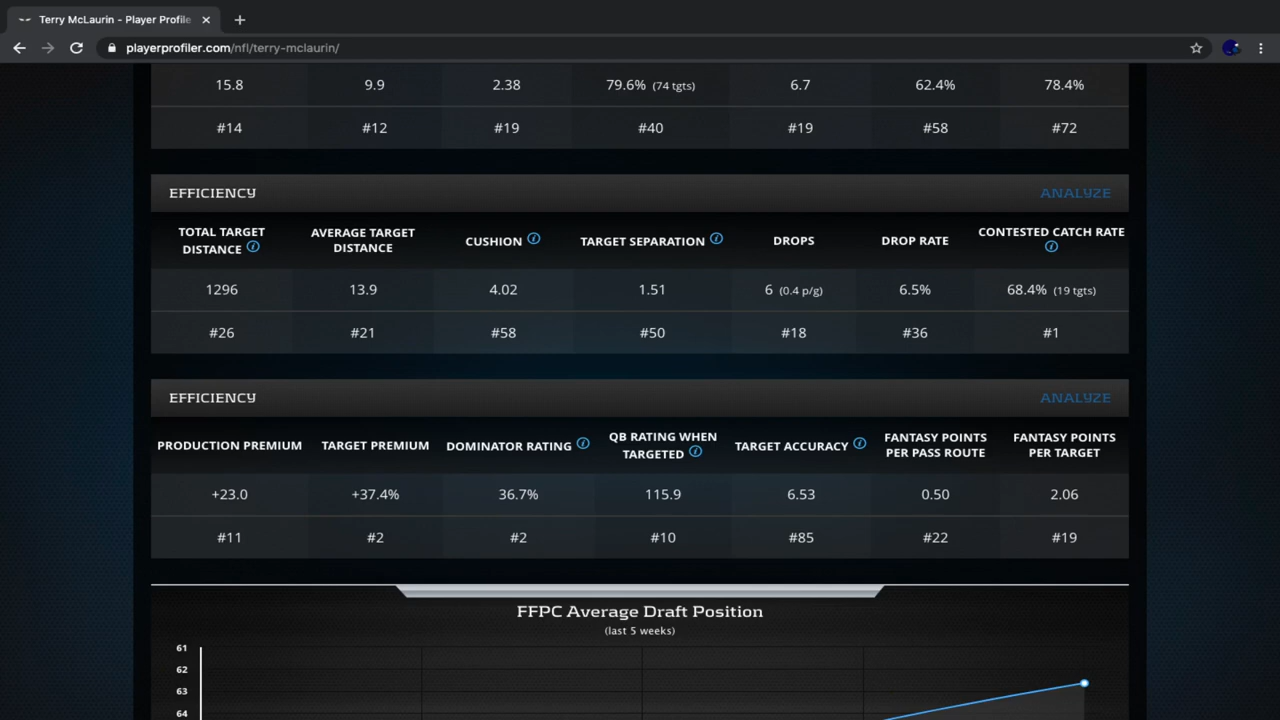 Terry McLaurin - Player Profile
playerprofiler.com/nfl/terry-mclaurin/
15.8 9.9 2.38 79.6% (74 tgts) 6.7 62.4% 78.4%
#14 #12 #19 #40 #19 #58 #72
EFFICIENCY ANALYZE
TOTAL TARGET DISTANCE AVERAGE TARGET DISTANCE CUSHION TARGET SEPARATION DROPS DROP RATE CONTESTED CATCH RATE
1296 13.9 4.02 1.51 6 (0.4 p/g) 6.5% 68.4% (19 tgts)
#26 #21 #58 #50 #18 #36 #1
EFFICIENCY ANALYZE
PRODUCTION PREMIUM TARGET PREMIUM DOMINATOR RATING QB RATING WHEN TARGETED TARGET ACCURACY FANTASY POINTS PER PASS ROUTE FANTASY POINTS PER TARGET
+23.0 +37.4% 36.7% 115.9 6.53 0.50 2.06
#11 #2 #2 #10 #85 #22 #19
FFPC Average Draft Position
(last 5 weeks)
61
62
63
64